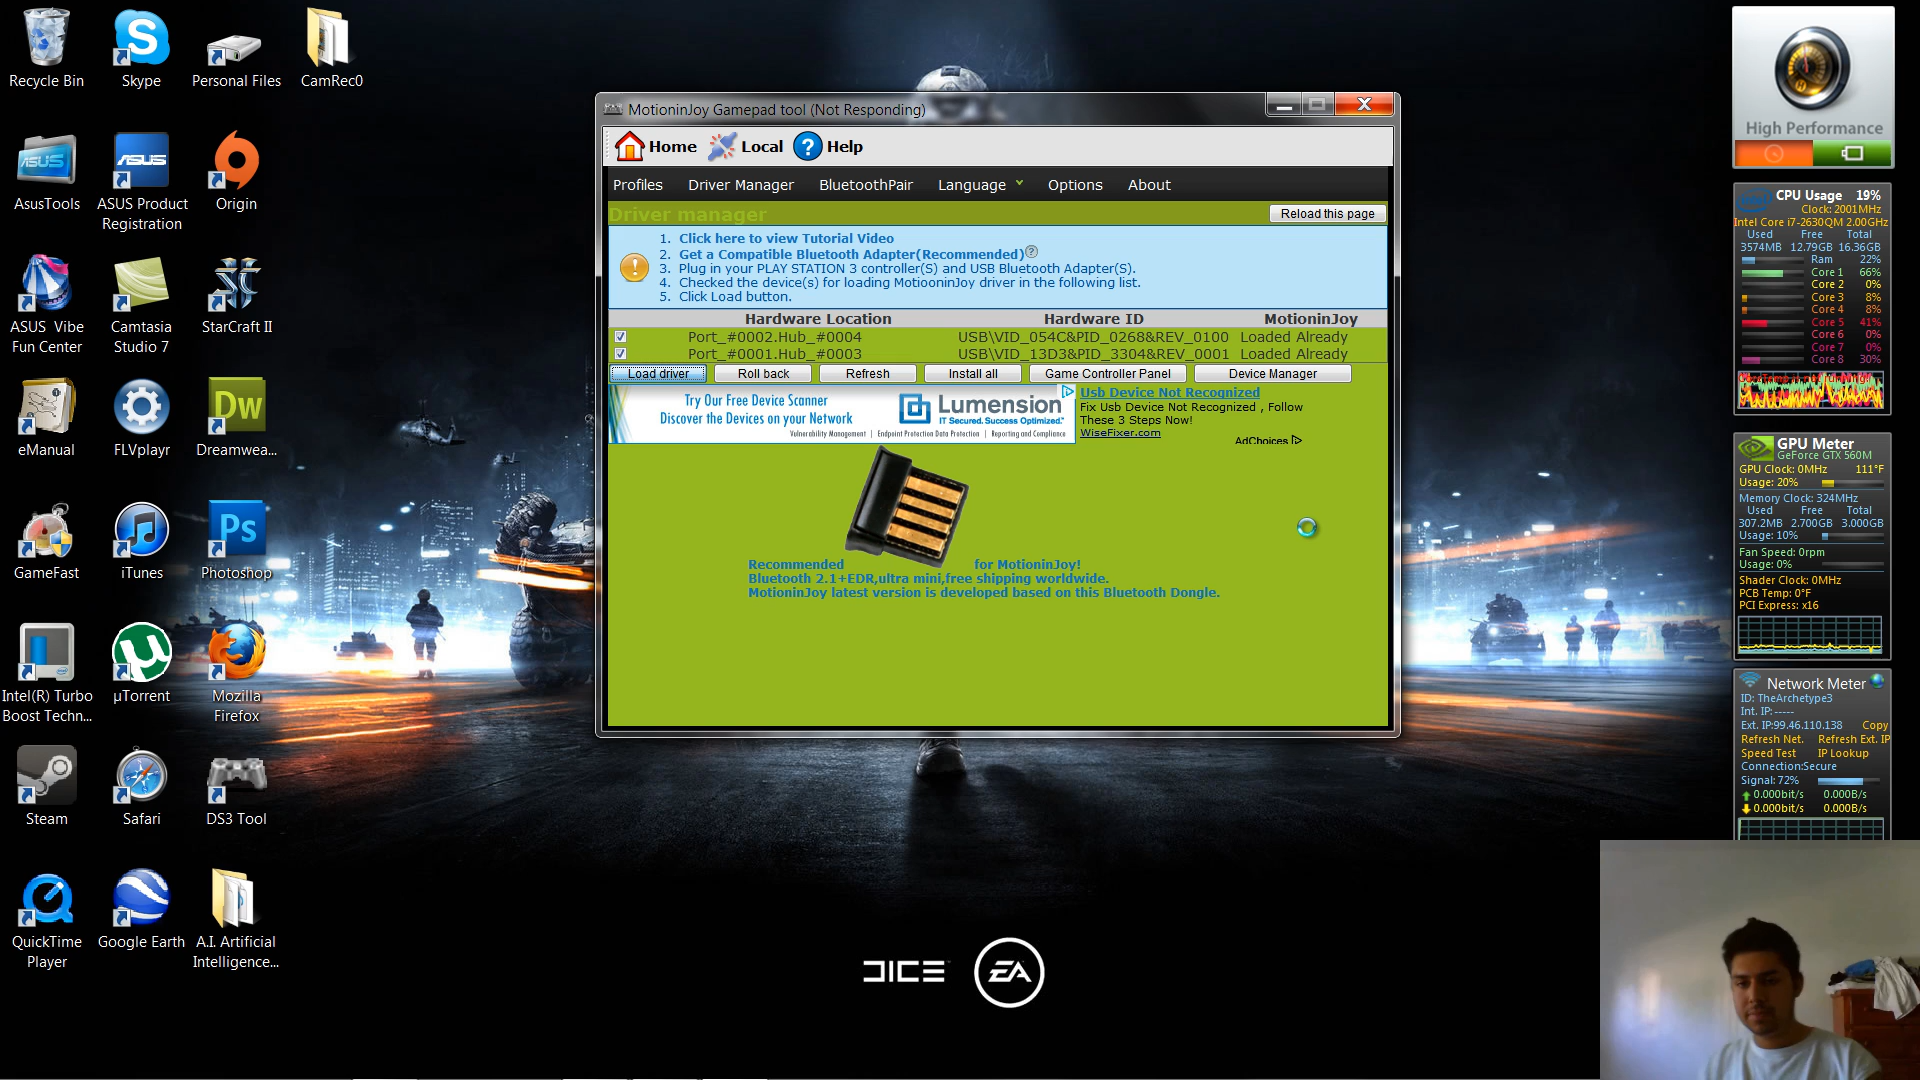 Recycle Bin
Skype
Personal Files
CamRec0
AsusTools
ASUS Product
Registration
Origin
ASUS Vibe
Fun Center
Camtasia
Studio 7
StarCraft II
eManual
FLVplayr
Dreamwea...
GameFast
iTunes
Photoshop
Intel(R) Turbo
Boost Techn...
µTorrent
Mozilla
Firefox
Steam
Safari
DS3 Tool
QuickTime
Player
Google Earth
A.I. Artificial
Intelligence...
MotioninJoy Gamepad tool (Not Responding)
Home Local Help
Profiles Driver Manager BluetoothPair Language Options About
Driver manager
Reload this page
1. Click here to view Tutorial Video
2. Get a Compatible Bluetooth Adapter(Recommended)
3. Plug in your PLAY STATION 3 controller(S) and USB Bluetooth Adapter(S).
4. Checked the device(s) for loading MotiooninJoy driver in the following list.
5. Click Load button.
Hardware Location Hardware ID MotioninJoy
Port_#0002.Hub_#0004 USB\VID_054C&PID_0268&REV_0100 Loaded Already
Port_#0001.Hub_#0003 USB\VID_13D3&PID_3304&REV_0001 Loaded Already
Load driver Roll back Refresh Install all Game Controller Panel Device Manager
Try Our Free Device Scanner
Discover the Devices on your Network
Lumension
IT Secured. Success Optimized.
Vulnerability Management | Endpoint Protection Data Protection | Reporting and Compliance
Usb Device Not Recognized
Fix Usb Device Not Recognized , Follow
These 3 Steps Now!
WiseFixer.com
AdChoices
Recommended for MotioninJoy!
Bluetooth 2.1+EDR,ultra mini,free shipping worldwide.
MotioninJoy latest version is developed based on this Bluetooth Dongle.
DICE
EA
High Performance
CPU Usage 19%
Clock: 2001MHz
Intel Core i7-2630QM 2.00GHz
Used Free Total
3574MB 12.79GB 16.36GB
Ram 22%
Core 1 66%
Core 2 0%
Core 3 8%
Core 4 8%
Core 5 41%
Core 6 0%
Core 7 0%
Core 8 30%
GPU Meter
GeForce GTX 560M
GPU Clock: 0MHz 111°F
Usage: 20%
Memory Clock: 324MHz
Used Free Total
307.2MB 2.700GB 3.000GB
Usage: 10%
Fan Speed: 0rpm
Usage: 0%
Shader Clock: 0MHz
PCB Temp: 0°F
PCI Express: x16
Network Meter
ID: TheArchetype3
Int. IP: -----
Ext. IP:99.46.110.138 Copy
Refresh Net. Refresh Ext. IP
Speed Test IP Lookup
Connection:Secure
Signal: 72%
0.000bit/s 0.000B/s
0.000bit/s 0.000B/s